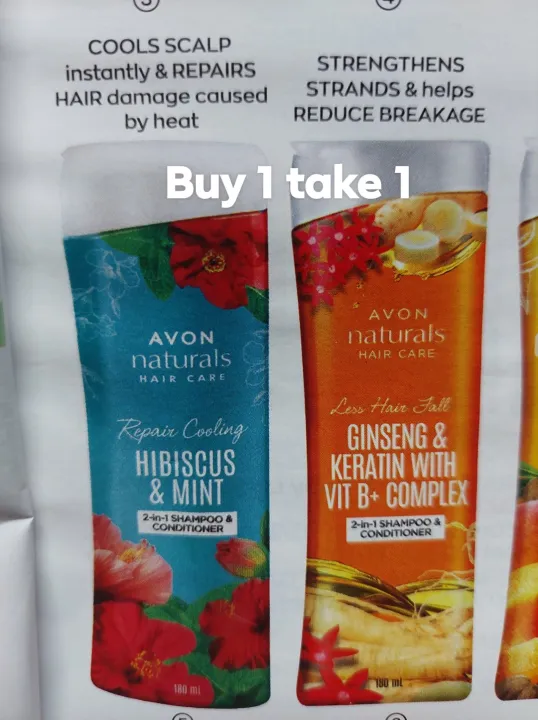 3
4
COOLS SCALP
instantly & REPAIRS
HAIR damage caused
by heat
STRENGTHENS
STRANDS & helps
REDUCE BREAKAGE
Buy 1 take 1
AVON
naturals
HAIR CARE
Repair Cooling
HIBISCUS
& MINT
2-in-1 SHAMPOO &
CONDITIONER
180 ml
AVON
naturals
HAIR CARE
Less Hair Fall
GINSENG &
KERATIN WITH
VIT B+ COMPLEX
2-in-1 SHAMPOO &
CONDITIONER
180 ml